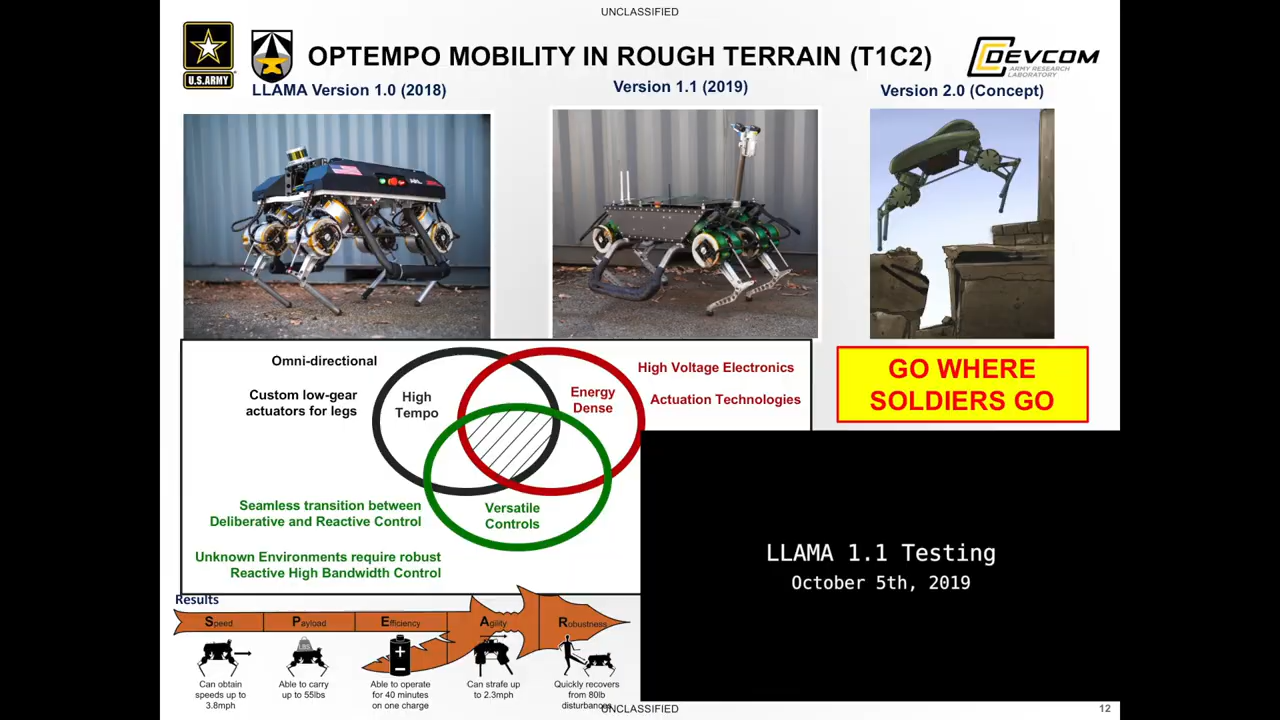 UNCLASSIFIED
U.S.ARMY
OPTEMPO MOBILITY IN ROUGH TERRAIN (T1C2)
DEVCOM
ARMY RESEARCH
LABORATORY
LLAMA Version 1.0 (2018)
Version 1.1 (2019)
Version 2.0 (Concept)
Omni-directional
Custom low-gear
actuators for legs
High
Tempo
Energy
Dense
High Voltage Electronics
Actuation Technologies
GO WHERE
SOLDIERS GO
Seamless transition between
Deliberative and Reactive Control
Versatile
Controls
Unknown Environments require robust
Reactive High Bandwidth Control
LLAMA 1.1 Testing
October 5th, 2019
Results
Speed
Payload
Efficiency
Agility
Robustness
Can obtain
speeds up to
3.8mph
Able to carry
up to 55lbs
Able to operate
for 40 minutes
on one charge
Can strafe up
to 2.3mph
Quickly recovers
from 80lb
disturbances
UNCLASSIFIED
12